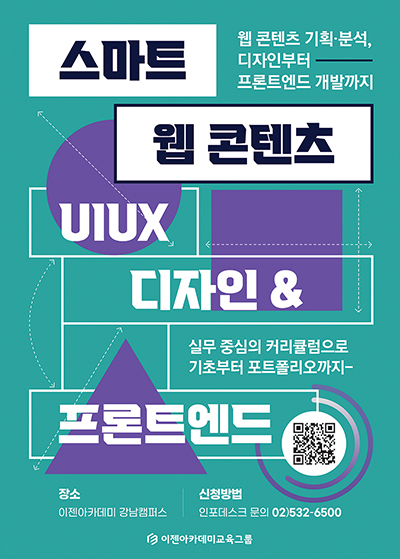 스마트
웹 콘텐츠 기획·분석,
디자인부터
프론트엔드 개발까지
웹 콘텐츠
UIUX
디자인 &
실무 중심의 커리큘럼으로
기초부터 포트폴리오까지-
프론트엔드
장소
이젠아카데미 강남캠퍼스
신청방법
인포데스크 문의 02)532-6500
이젠아카데미교육그룹